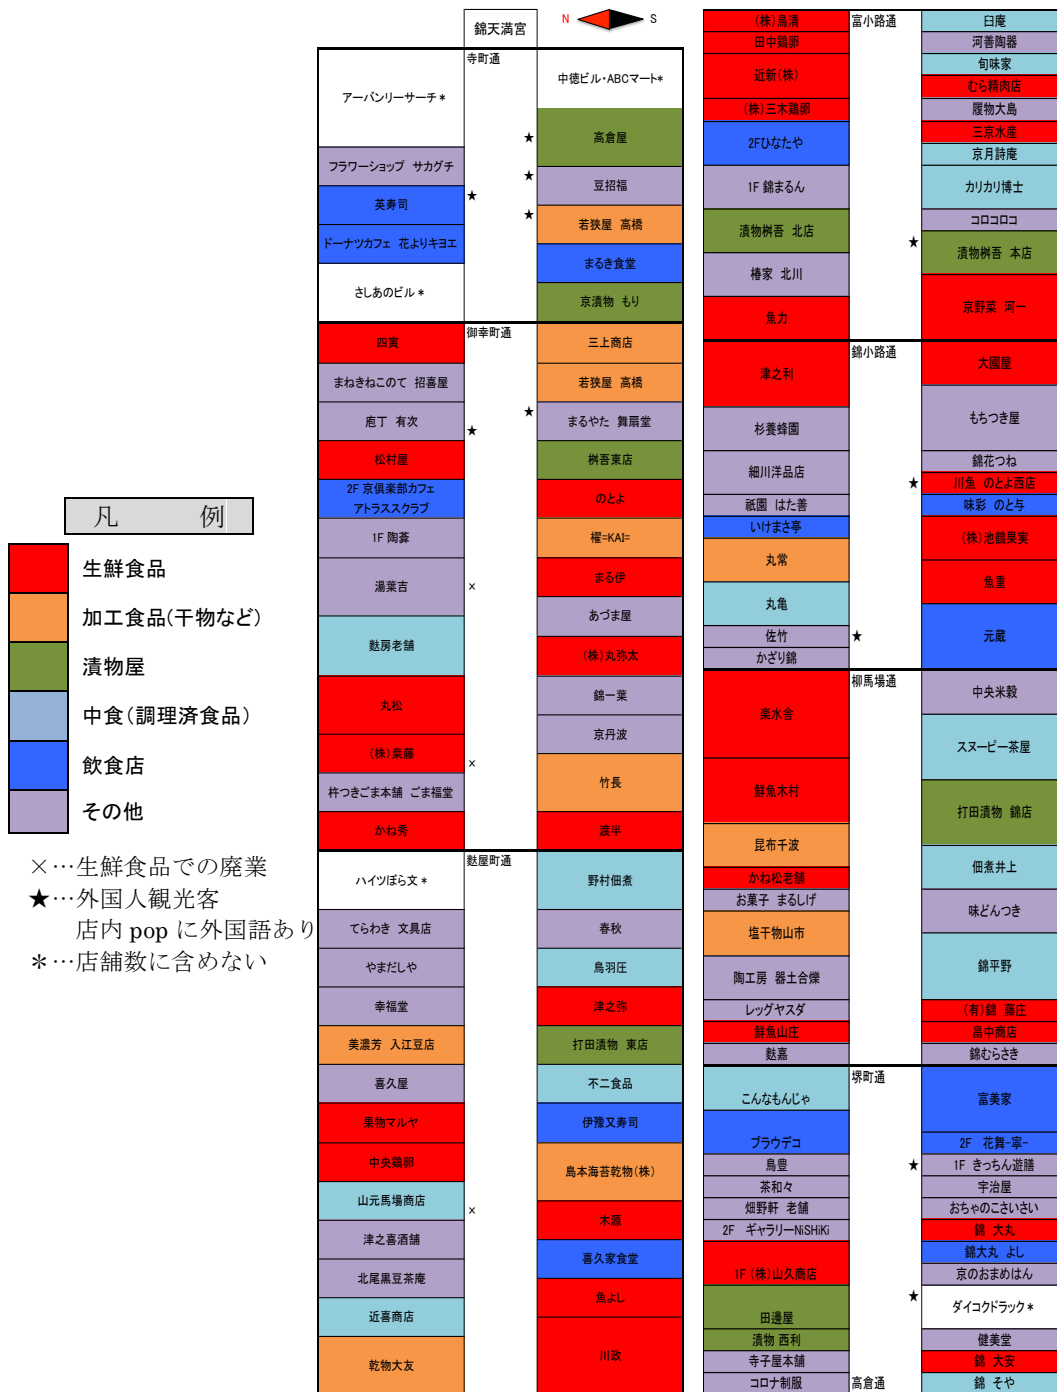 錦天満宮
N S
寺町通
アーバンリーサーチ*
フラワーショップ サカグチ
英寿司
★
ドーナツカフェ 花よりキヨエ
さしあのビル*
中徳ビル・ABCマート*
★
高倉屋
★
豆招福
★
若狭屋 高橋
まるき食堂
京漬物 もり
御幸町通
四寅
まねきねこのて 招喜屋
庖丁 有次
★
松村屋
2F 京倶楽部カフェ
アトラススクラブ
1F 陶葊
湯葉吉
×
麩房老舗
丸松
(株)桒藤
×
杵つきごま本舗 ごま福堂
かね秀
三上商店
若狭屋 高橋
★
まるやた 舞扇堂
桝吾東店
のとよ
櫂=KAI=
まる伊
あづま屋
(株)丸弥太
錦一葉
京丹波
竹長
渡半
麩屋町通
ハイツぽら文*
てらわき 文具店
やまだしや
幸福堂
美濃芳 入江豆店
喜久屋
果物マルヤ
中央鶏卵
山元馬場商店
×
津之喜酒舗
北尾黒豆茶庵
近喜商店
乾物大友
野村佃煮
春秋
鳥羽圧
津之弥
打田漬物 東店
不二食品
伊豫又寿司
島本海苔乾物(株)
木源
喜久家食堂
魚よし
川政
富小路通
(株)鳥清
田中鶏卵
近新(株)
(株)三木鶏卵
2Fひなたや
1F 錦まるん
漬物桝吾 北店
椿家 北川
魚力
臼庵
河善陶器
旬味家
むら精肉店
履物大島
三京水産
京月詩庵
カリカリ博士
コロコロコ
★
漬物桝吾 本店
京野菜 河一
錦小路通
津之利
杉養蜂園
細川洋品店
祇園 はた善
いけまさ亭
丸常
丸亀
佐竹
★
かざり錦
大國屋
もちつき屋
錦花つね
★
川魚 のとよ西店
味彩 のと与
(株)池鶴果実
魚重
元蔵
柳馬場通
楽水舎
鮮魚木村
昆布千波
かね松老舗
お菓子 まるしげ
塩干物山市
陶工房 器土合爍
レッグヤスダ
鮮魚山庄
麩嘉
中央米穀
スヌーピー茶屋
打田漬物 錦店
佃煮井上
味どんつき
錦平野
(有)錦 藤庄
畠中商店
錦むらさき
堺町通
こんなもんじゃ
ブラウデコ
鳥豊
茶和々
畑野軒 老舗
2F ギャラリーNiSHiKi
1F (株)山久商店
田邊屋
漬物 西利
寺子屋本舗
コロナ制服
富美家
2F 花舞-寧-
★
1F きっちん遊膳
宇治屋
おちゃのこさいさい
錦 大丸
錦大丸 よし
京のおまめはん
★
ダイコクドラック*
健美堂
錦 大安
錦 そや
高倉通
凡 例
生鮮食品
加工食品(干物など)
漬物屋
中食(調理済食品)
飲食店
その他
×…生鮮食品での廃業
★…外国人観光客
店内 pop に外国語あり
*…店舗数に含めない